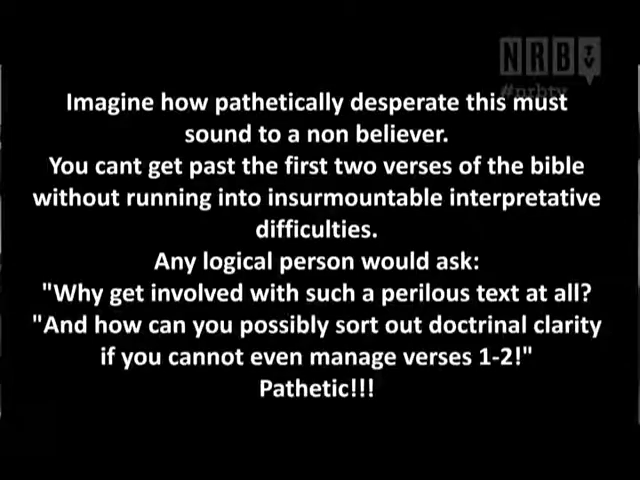 NRB TV
#nrbtv
Imagine how pathetically desperate this must
sound to a non believer.
You cant get past the first two verses of the bible
without running into insurmountable interpretative
difficulties.
Any logical person would ask:
"Why get involved with such a perilous text at all?
"And how can you possibly sort out doctrinal clarity
if you cannot even manage verses 1-2!"
Pathetic!!!